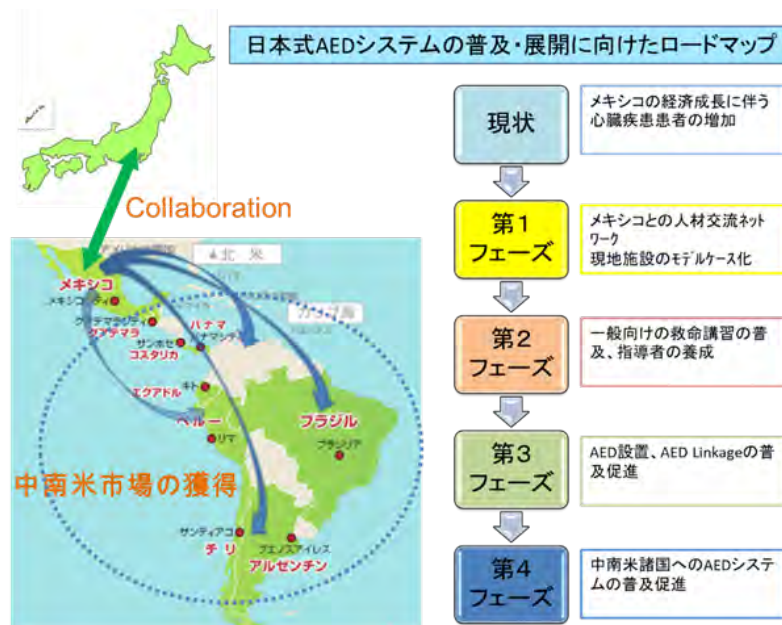 日本式AEDシステムの普及・展開に向けたロードマップ
Collaboration
北 米
メキシコ
メキシコシティ
グアテマラシティ
グアテマラ
パナマ
パナマシティ
サンホセ
コスタリカ
エクアドル
キト
ペルー
リマ
ブラジル
ブラジリア
中南米市場の獲得
サンティアゴ
チ リ
ブエノスアイレス
アルゼンチン
現状
メキシコの経済成長に伴う
心臓疾患患者の増加
第1
フェーズ
メキシコとの人材交流ネット
ワーク
現地施設のモデルケース化
第2
フェーズ
一般向けの救命講習の普
及、指導者の養成
第3
フェーズ
AED設置、AED Linkageの普
及促進
第4
フェーズ
中南米諸国へのAEDシステ
ムの普及促進